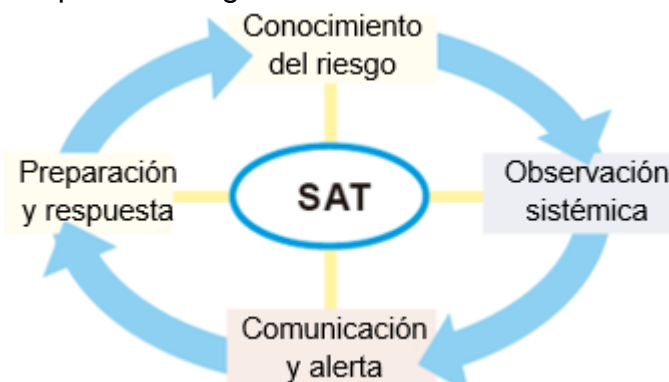 Conocimiento
del riesgo
Preparación
y respuesta
SAT
Observación
sistémica
Comunicación
y alerta